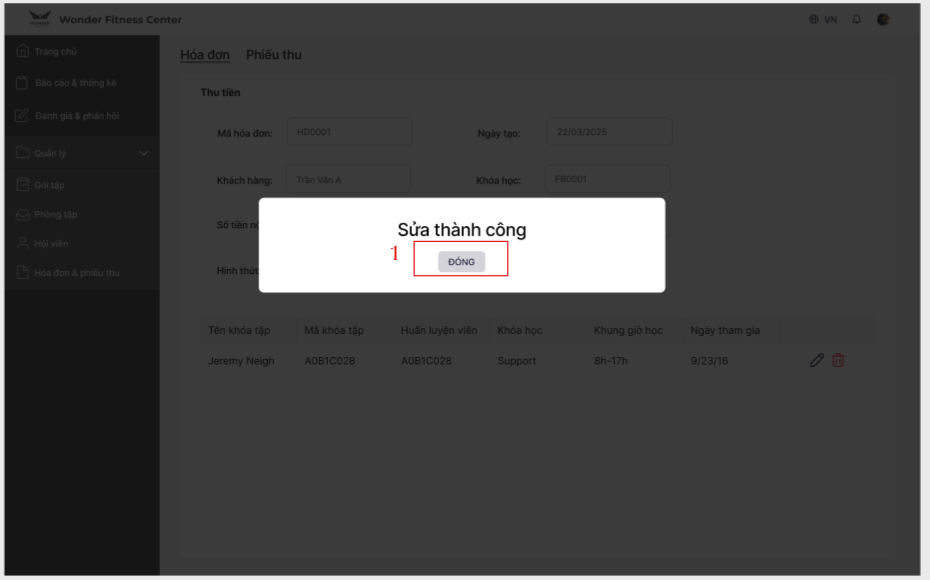 Wonder Fitness Center
VN
Trang chủ
Báo cáo & thống kê
Đánh giá & phản hồi
Quản lý
Gói tập
Phòng tập
Hội viên
Hóa đơn & phiếu thu
Hóa đơn Phiếu thu
Thu tiền
Mã hóa đơn: HD0001 Ngày tạo: 22/03/2025
Khách hàng: Trần Văn A Khóa học: FB0001
Số tiền
Hình thức
Sửa thành công
1
ĐÓNG
Tên khóa tập Mã khóa tập Huấn luyện viên Khóa học Khung giờ học Ngày tham gia
Jeremy Neigh A0B1C028 A0B1C028 Support 8h-17h 9/23/16